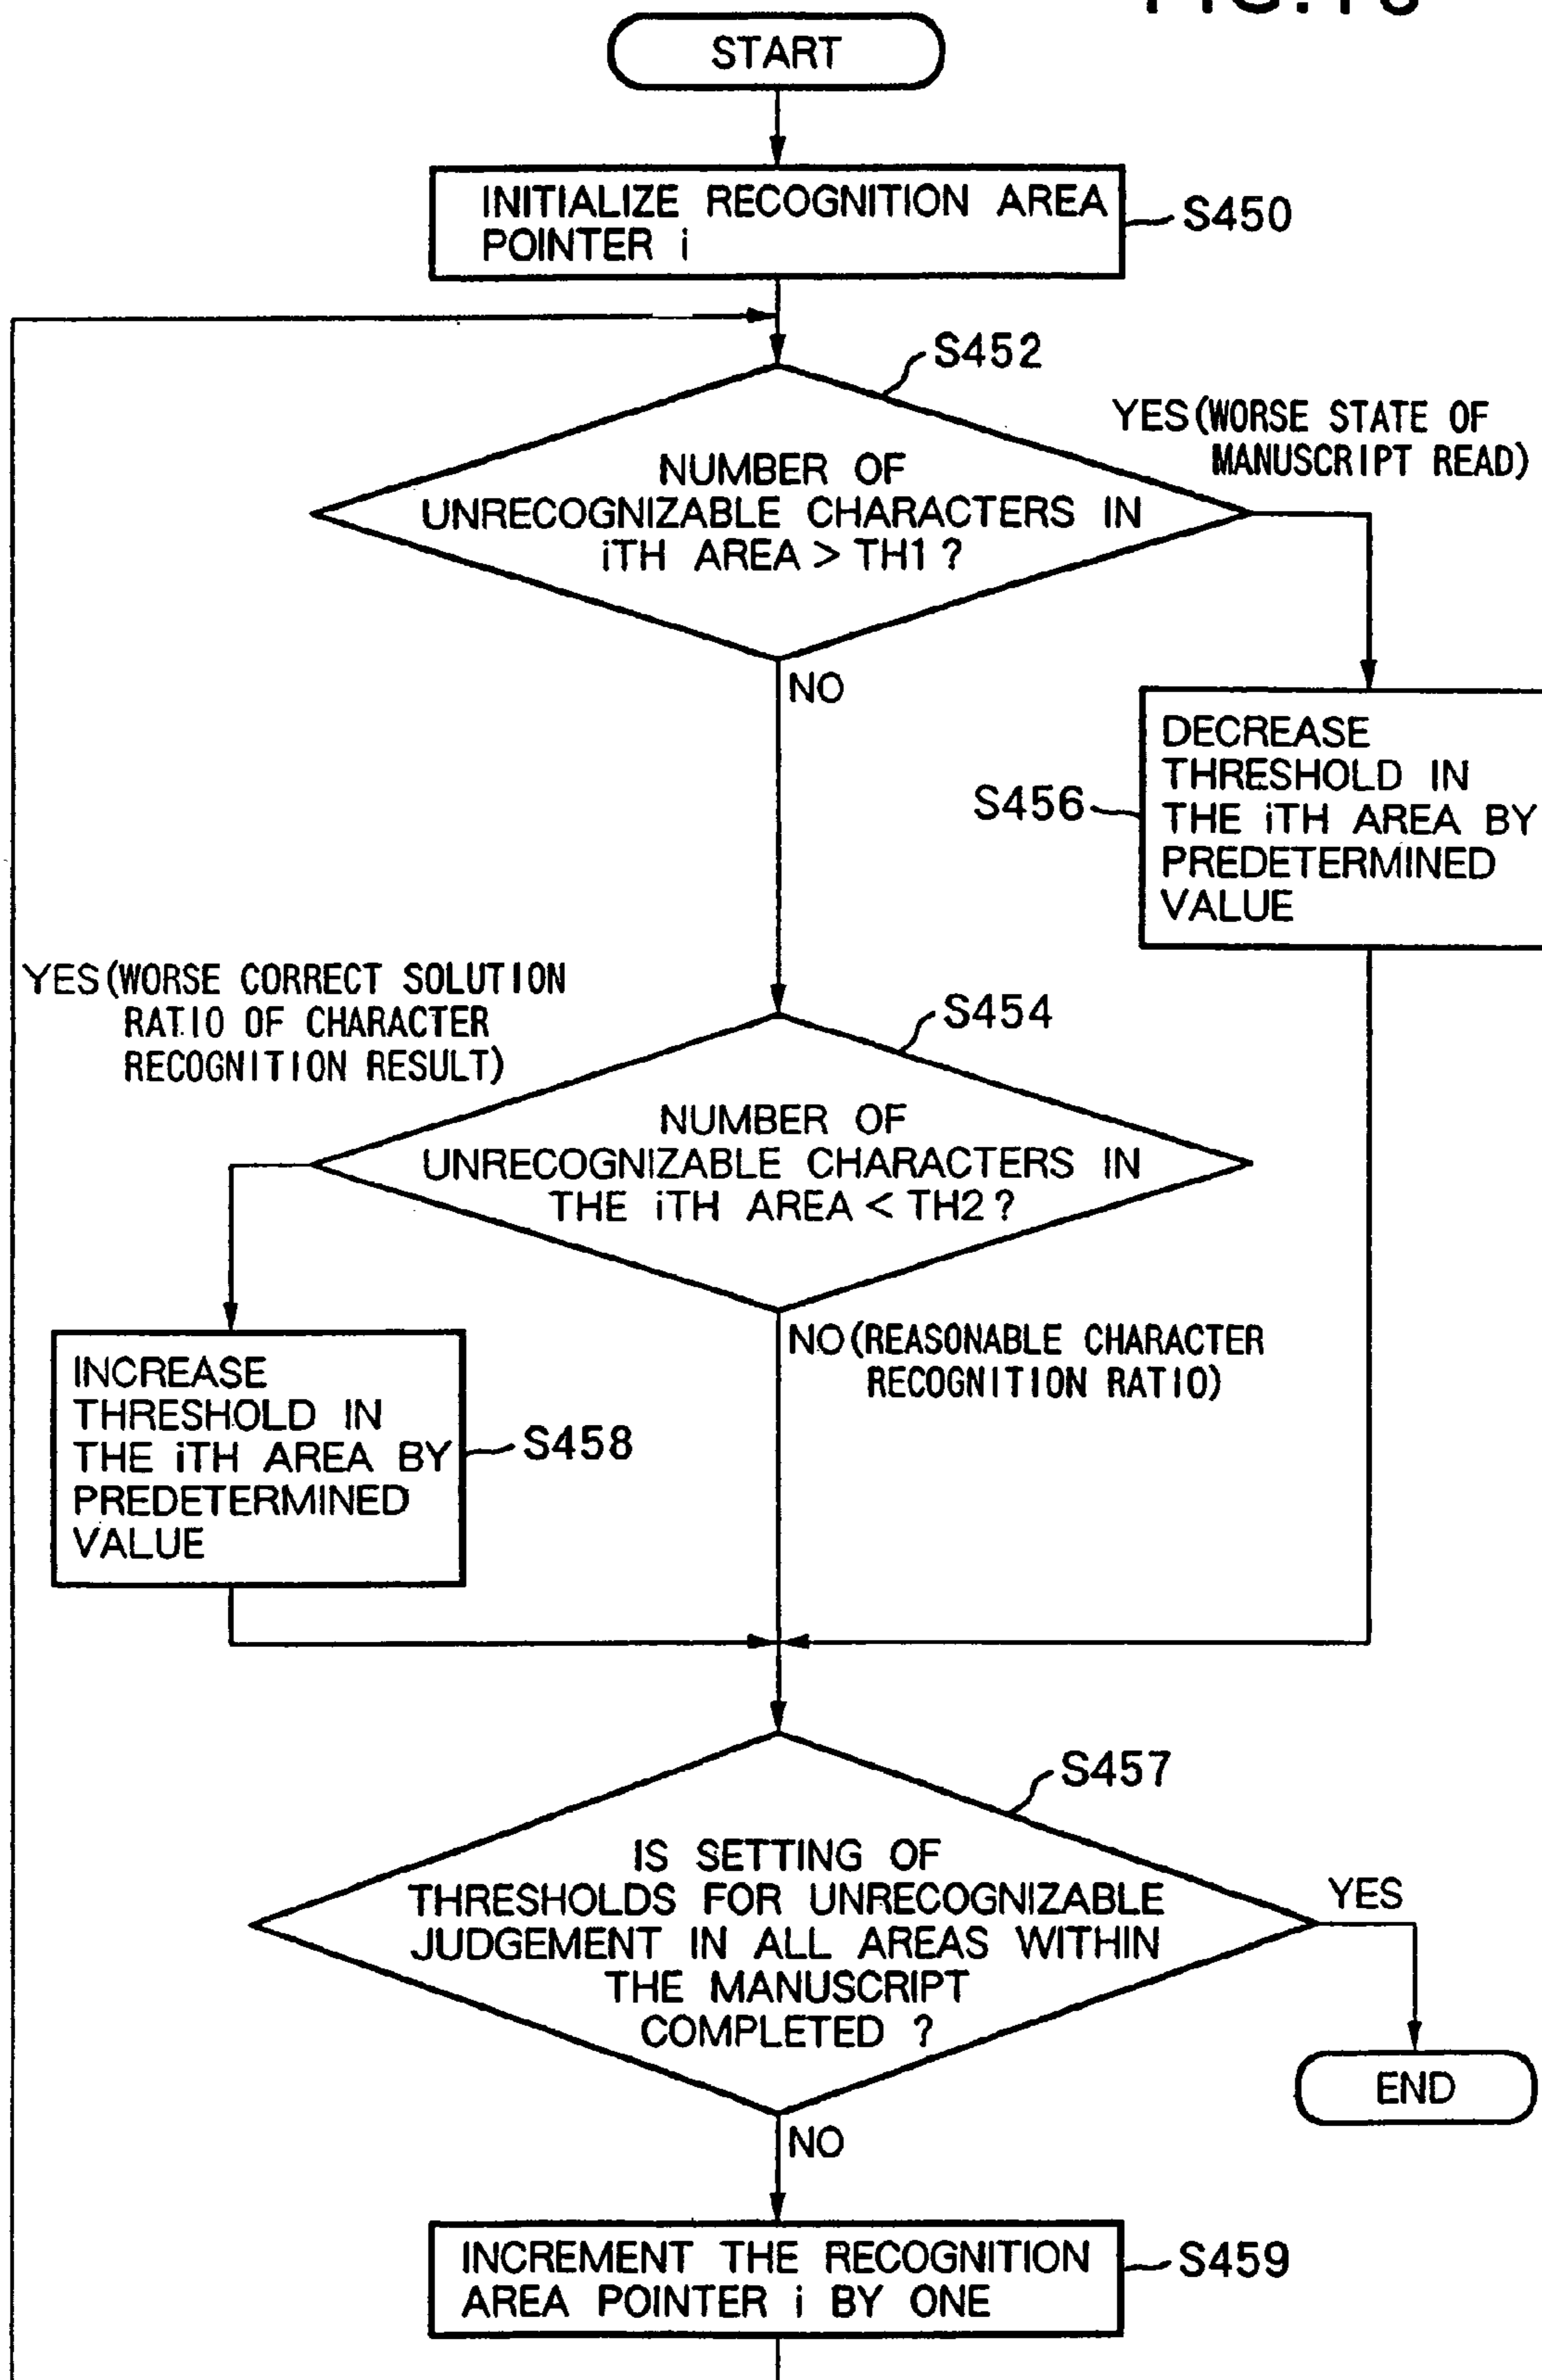 START
INITIALIZE RECOGNITION AREA
POINTER i
S450
S452
YES(WORSE STATE OF
MANUSCRIPT READ)
NUMBER OF
UNRECOGNIZABLE CHARACTERS IN
iTH AREA > TH1 ?
NO
DECREASE
THRESHOLD IN
THE iTH AREA BY
PREDETERMINED
VALUE
S456
YES(WORSE CORRECT SOLUTION
RATIO OF CHARACTER
RECOGNITION RESULT)
S454
NUMBER OF
UNRECOGNIZABLE CHARACTERS IN
THE iTH AREA < TH2 ?
NO(REASONABLE CHARACTER
RECOGNITION RATIO)
INCREASE
THRESHOLD IN
THE iTH AREA BY
PREDETERMINED
VALUE
S458
S457
IS SETTING OF
THRESHOLDS FOR UNRECOGNIZABLE
JUDGEMENT IN ALL AREAS WITHIN
THE MANUSCRIPT
COMPLETED ?
YES
END
NO
INCREMENT THE RECOGNITION
AREA POINTER i BY ONE
S459